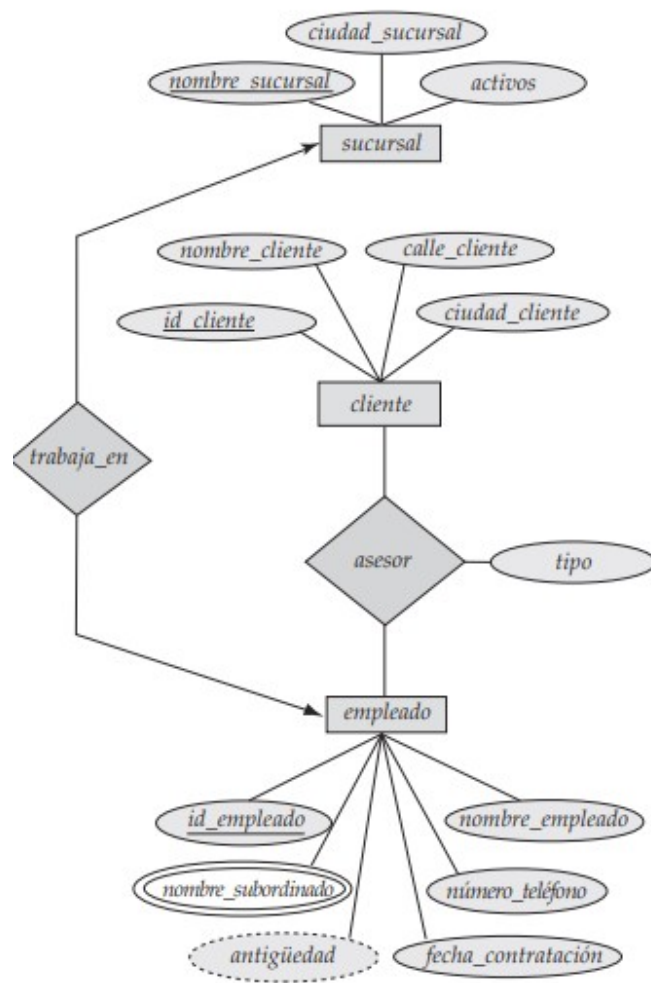 ciudad_sucursal
nombre_sucursal
activos
sucursal
nombre_cliente
calle_cliente
id_cliente
ciudad_cliente
cliente
trabaja_en
asesor
tipo
empleado
id_empleado
nombre_empleado
nombre_subordinado
número_teléfono
antigüedad
fecha_contratación